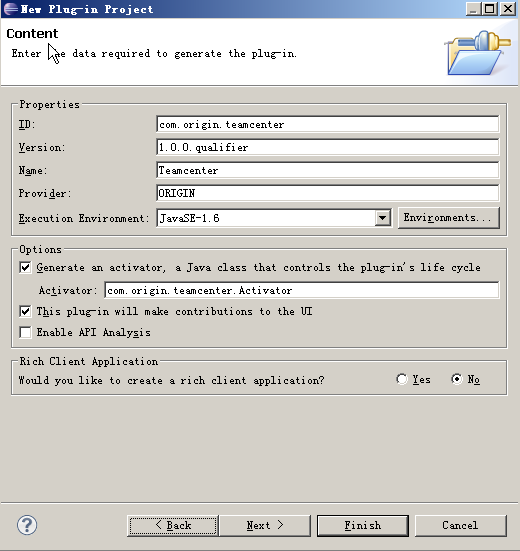 New Plug-in Project
Content
Enter the data required to generate the plug-in.
Properties
ID: com.origin.teamcenter
Version: 1.0.0.qualifier
Name: Teamcenter
Provider: ORIGIN
Execution Environment: JavaSE-1.6 Environments...
Options
Generate an activator, a Java class that controls the plug-in's life cycle
Activator: com.origin.teamcenter.Activator
This plug-in will make contributions to the UI
Enable API Analysis
Rich Client Application
Would you like to create a rich client application? Yes No
? < Back Next > Finish Cancel